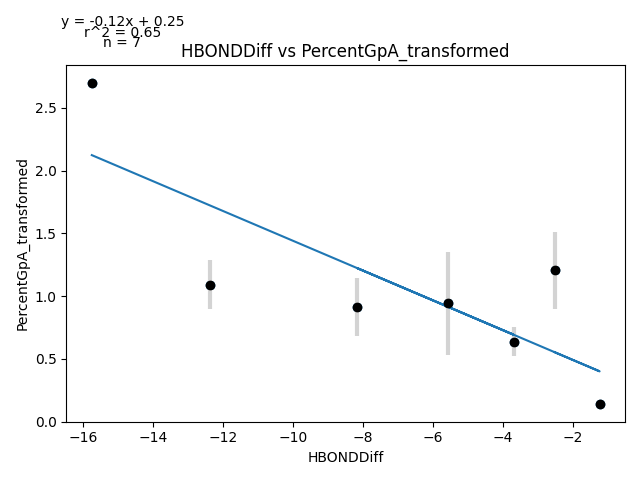 y = -0.12x + 0.25
r^2 = 0.65
n = 7
HBONDDiff vs PercentGpA_transformed
PercentGpA_transformed
2.5
2.0
1.5
1.0
0.5
0.0
−16
−14
−12
−10
−8
−6
−4
−2
HBONDDiff